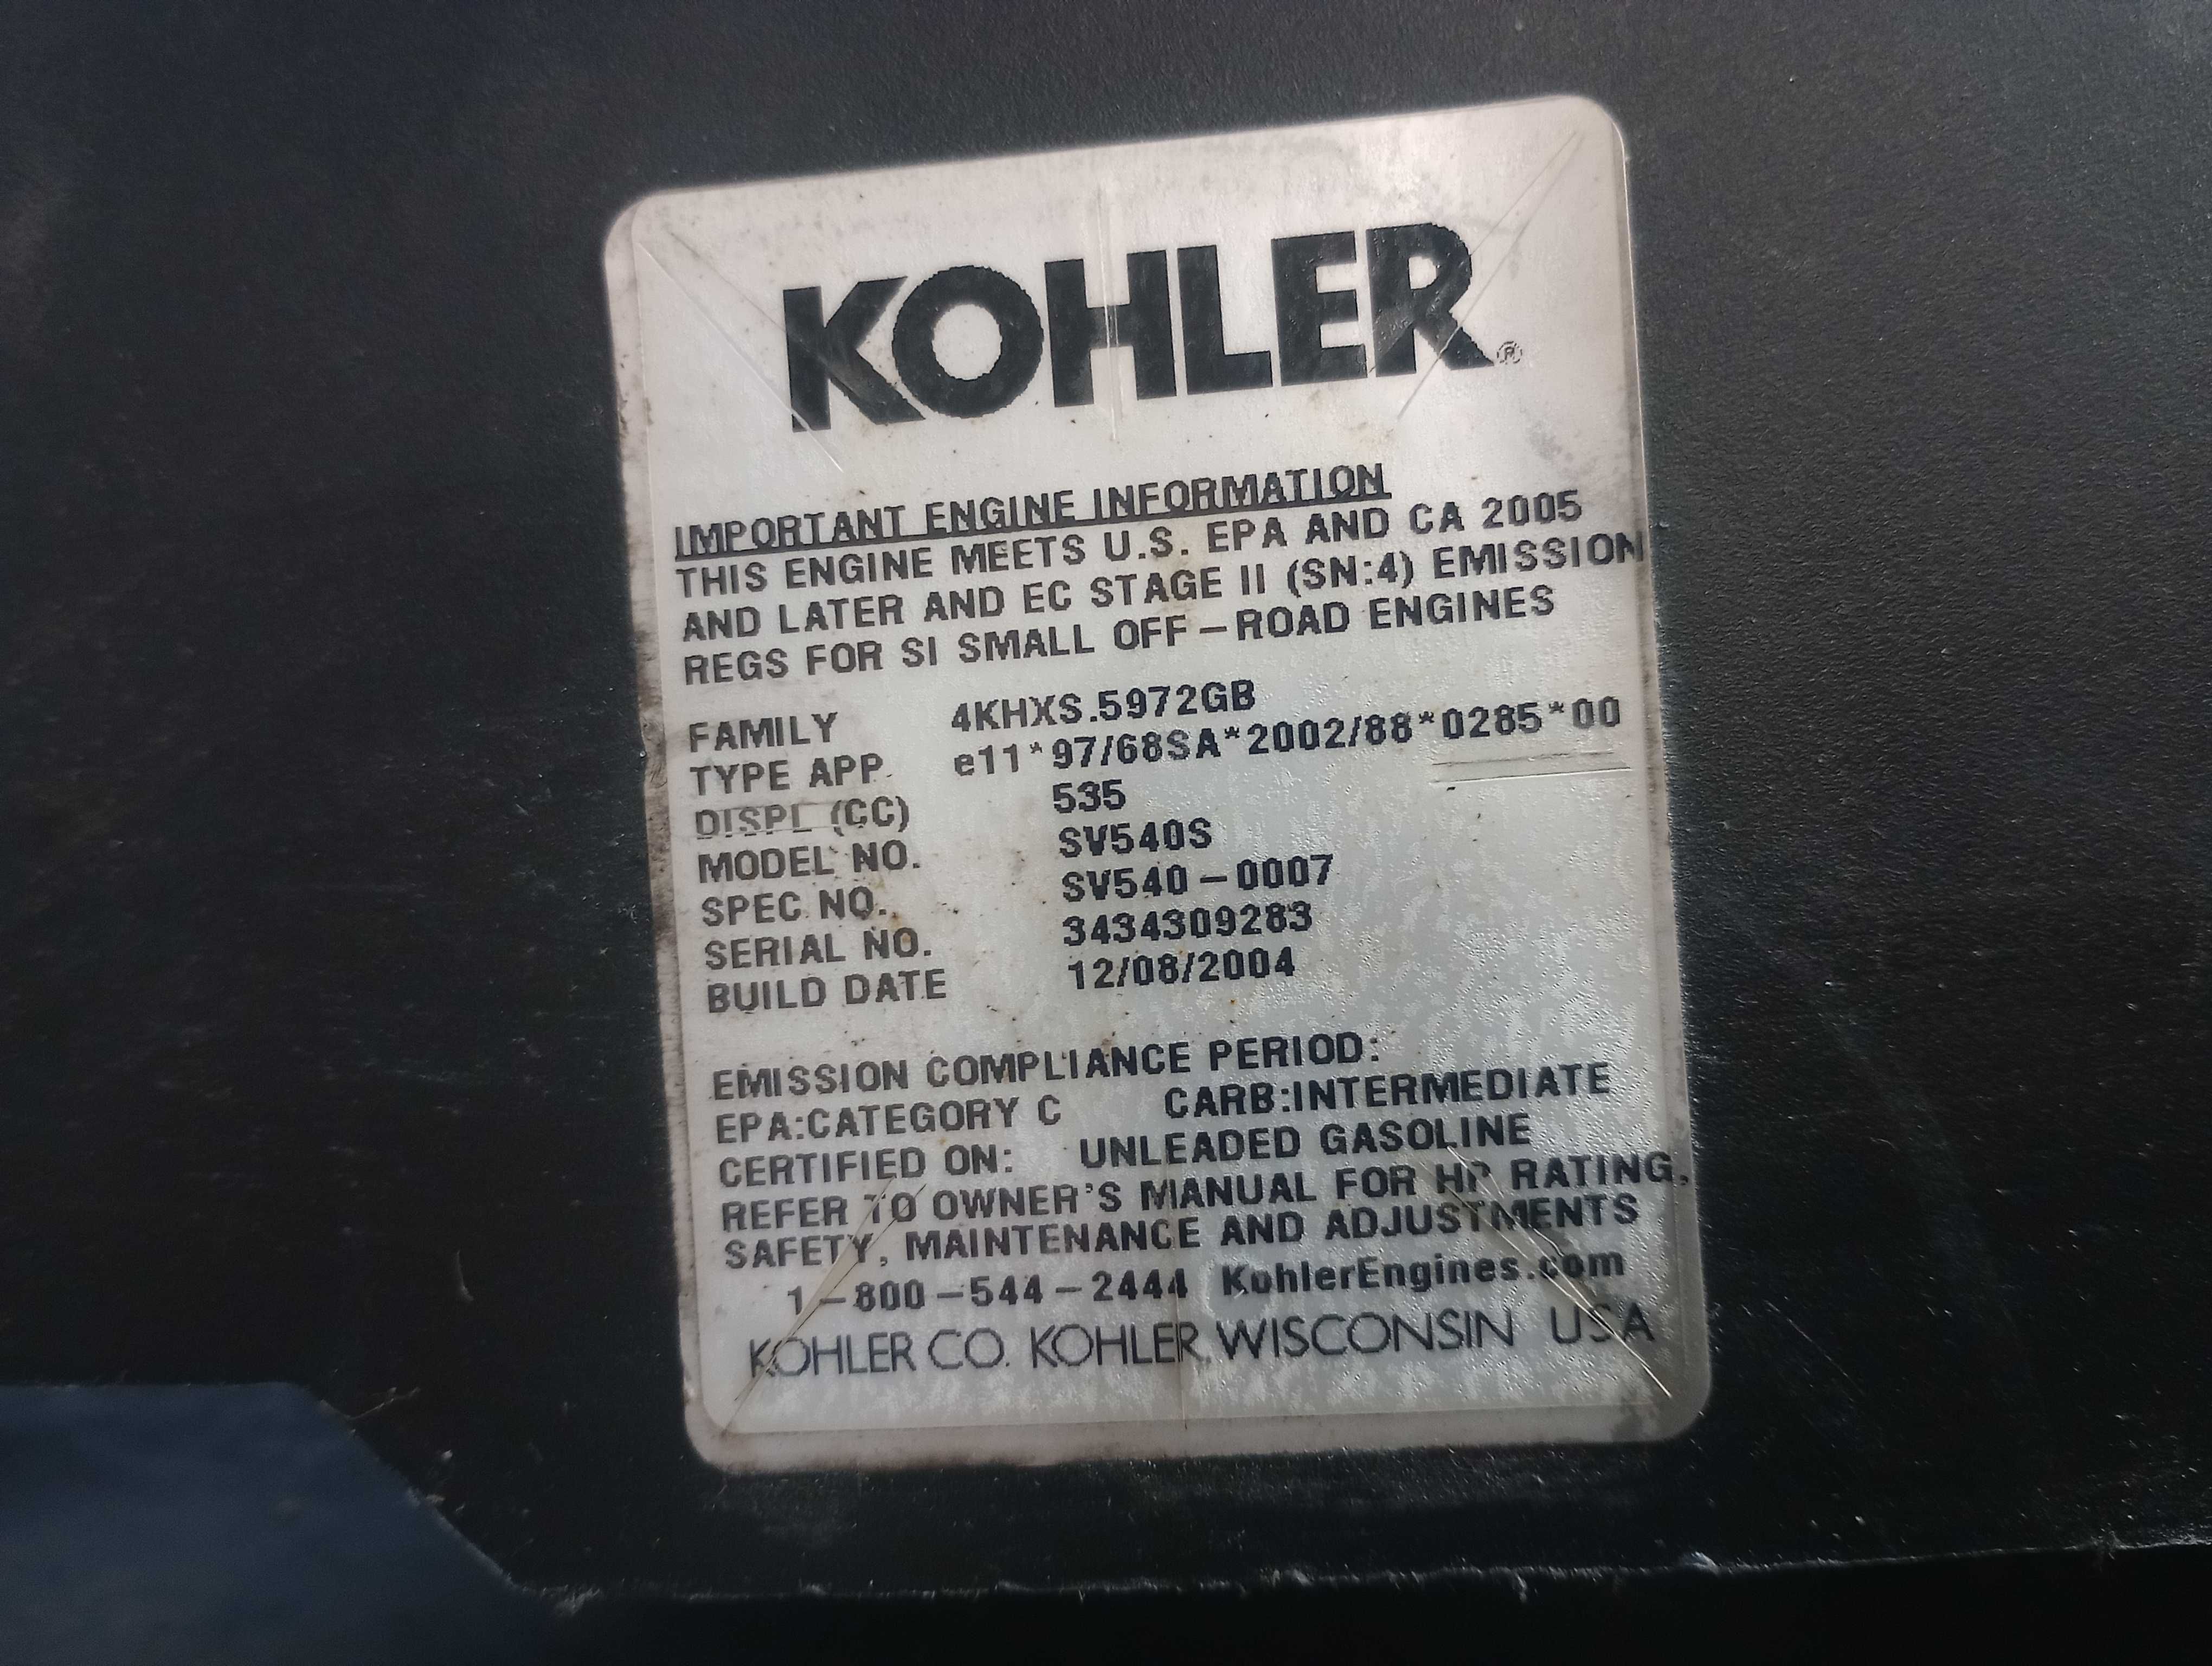 KOHLER®
IMPORTANT ENGINE INFORMATION
THIS ENGINE MEETS U.S. EPA AND CA 2005
AND LATER AND EC STAGE II (SN:4) EMISSION
REGS FOR SI SMALL OFF-ROAD ENGINES
FAMILY 4KHXS.5972GB
TYPE APP e11*97/68SA*2002/88*0285*00
DISPL (CC) 535
MODEL NO. SV540S
SPEC NO. SV540-0007
SERIAL NO. 3434309283
BUILD DATE 12/08/2004
EMISSION COMPLIANCE PERIOD:
EPA:CATEGORY C CARB:INTERMEDIATE
CERTIFIED ON: UNLEADED GASOLINE
REFER TO OWNER'S MANUAL FOR HP RATING,
SAFETY, MAINTENANCE AND ADJUSTMENTS
1-800-544-2444 KohlerEngines.com
KOHLER CO. KOHLER, WISCONSIN USA